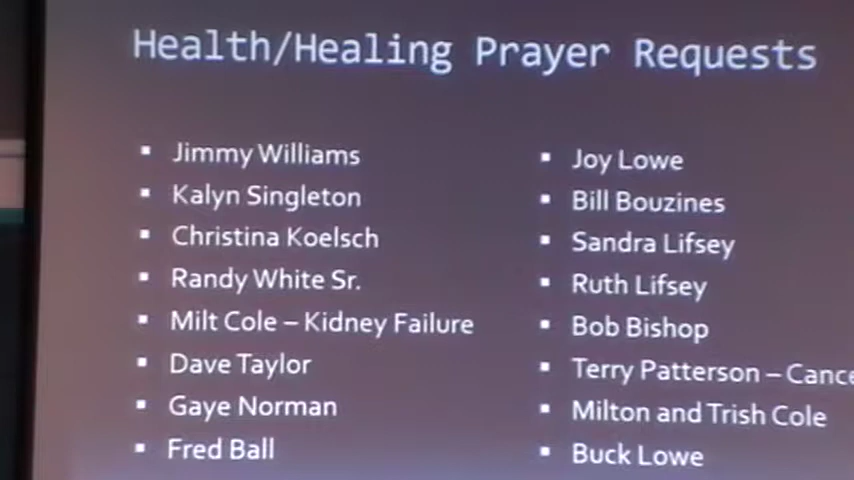 Health/Healing Prayer Requests
▪ Jimmy Williams
▪ Kalyn Singleton
▪ Christina Koelsch
▪ Randy White Sr.
▪ Milt Cole – Kidney Failure
▪ Dave Taylor
▪ Gaye Norman
▪ Fred Ball
▪ Joy Lowe
▪ Bill Bouzines
▪ Sandra Lifsey
▪ Ruth Lifsey
▪ Bob Bishop
▪ Terry Patterson – Cance
▪ Milton and Trish Cole
▪ Buck Lowe